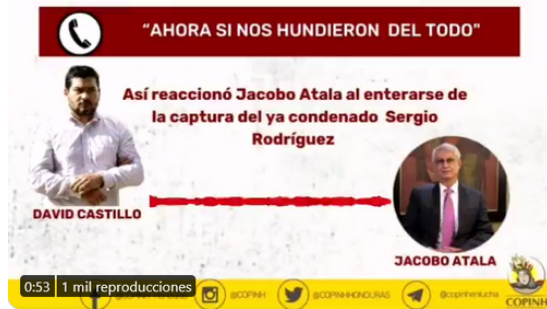 “AHORA SI NOS HUNDIERON DEL TODO"
Así reaccionó Jacobo Atala al enterarse de
la captura del ya condenado Sergio
Rodríguez
DAVID CASTILLO
JACOBO ATALA
0:53 1 mil reproducciones
@COPINH
@COPINHHONDURAS
@copinhenlucha
COPINH